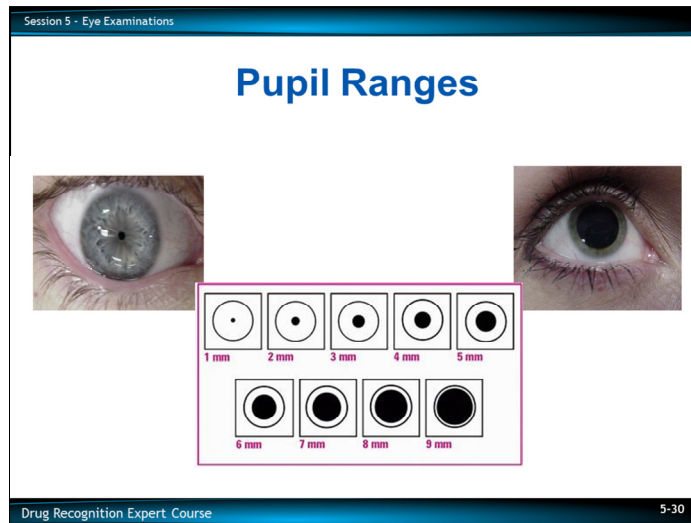 Session 5 - Eye Examinations
Pupil Ranges
1 mm 2 mm 3 mm 4 mm 5 mm
6 mm 7 mm 8 mm 9 mm
Drug Recognition Expert Course 5-30